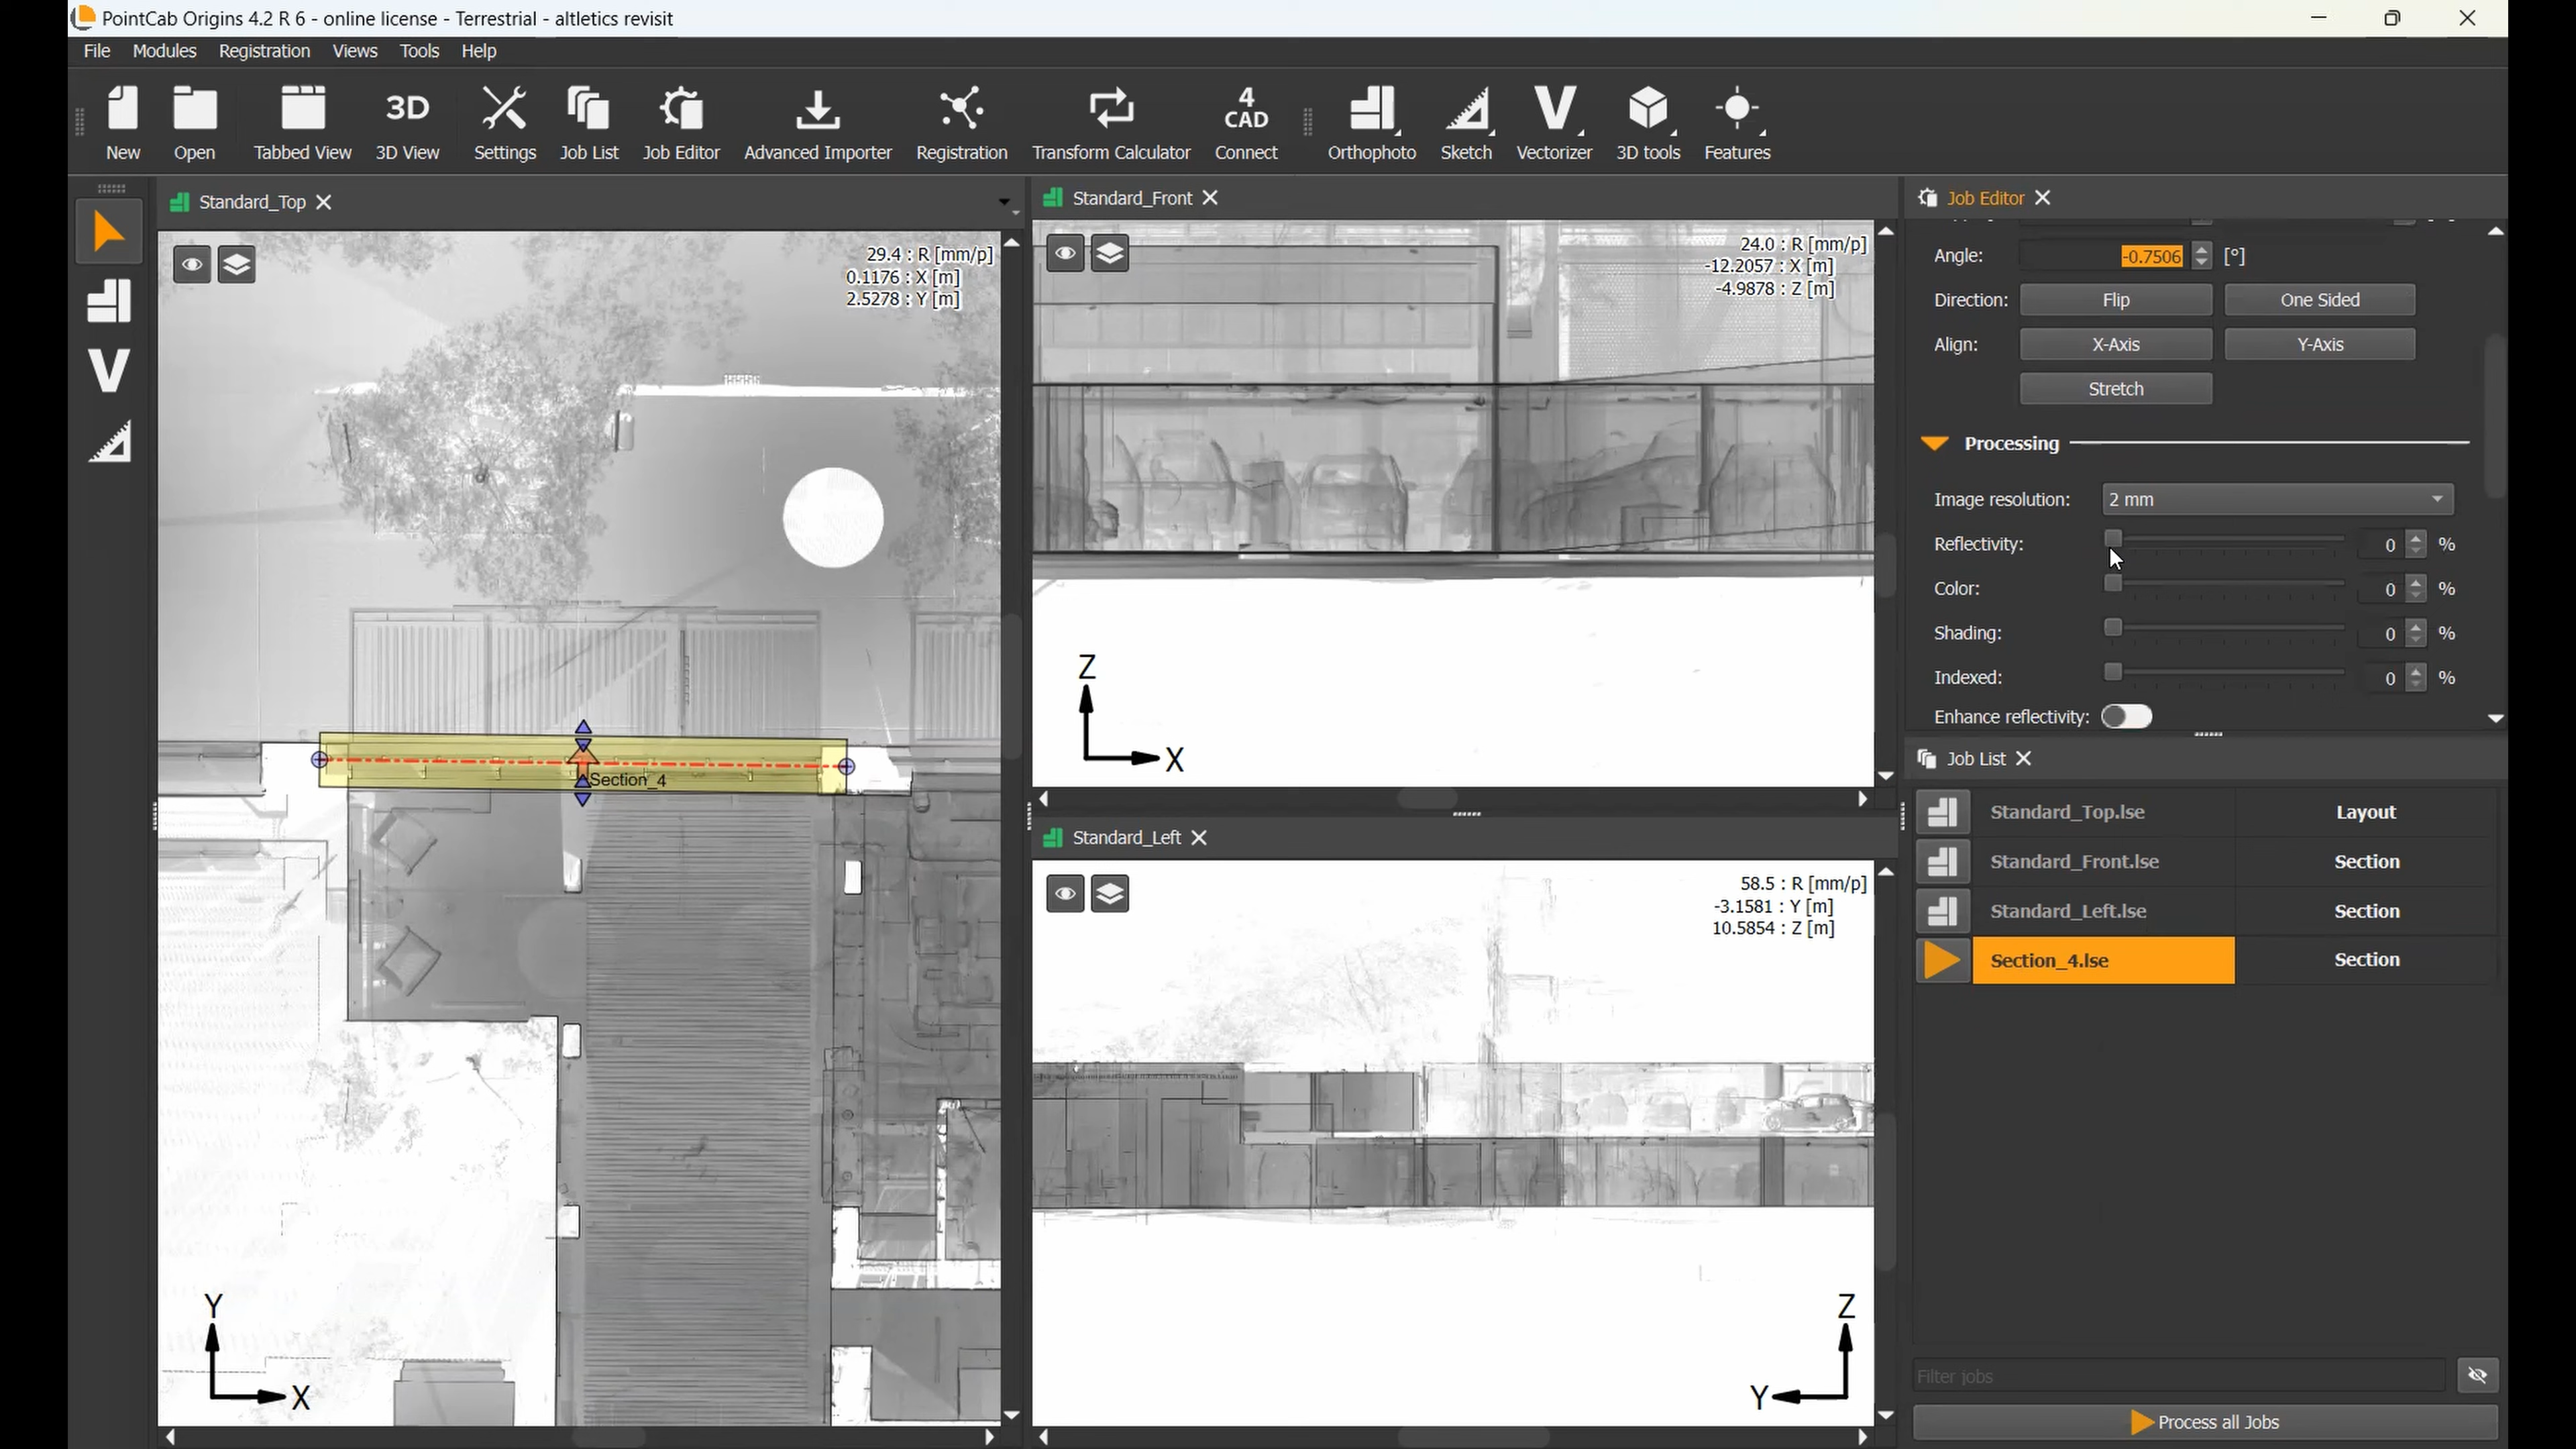 PointCab Origins 4.2 R 6 - online license - Terrestrial - altletics revisit
File Modules Registration Views Tools Help
3D 4 CAD V
New Open Tabbed View 3D View Settings Job List Job Editor Advanced Importer Registration Transform Calculator Connect Orthophoto Sketch Vectorizer 3D tools Features
Standard_Top
29.4 : R [mm/p]
0.1176 : X [m]
2.5278 : Y [m]
V
Section_4
Y
X
Standard_Front
24.0 : R [mm/p]
-12.2057 : X [m]
-4.9878 : Z [m]
Z
X
Standard_Left
58.5 : R [mm/p]
-3.1581 : Y [m]
10.5854 : Z [m]
Z
Y
Job Editor
Angle: -0.7506 [°]
Direction: Flip One Sided
Align: X-Axis Y-Axis
Stretch
Processing
Image resolution: 2 mm
Reflectivity: 0 %
Color: 0 %
Shading: 0 %
Indexed: 0 %
Enhance reflectivity:
Job List
Standard_Top.lse Layout
Standard_Front.lse Section
Standard_Left.lse Section
Section_4.lse Section
Filter jobs
Process all Jobs